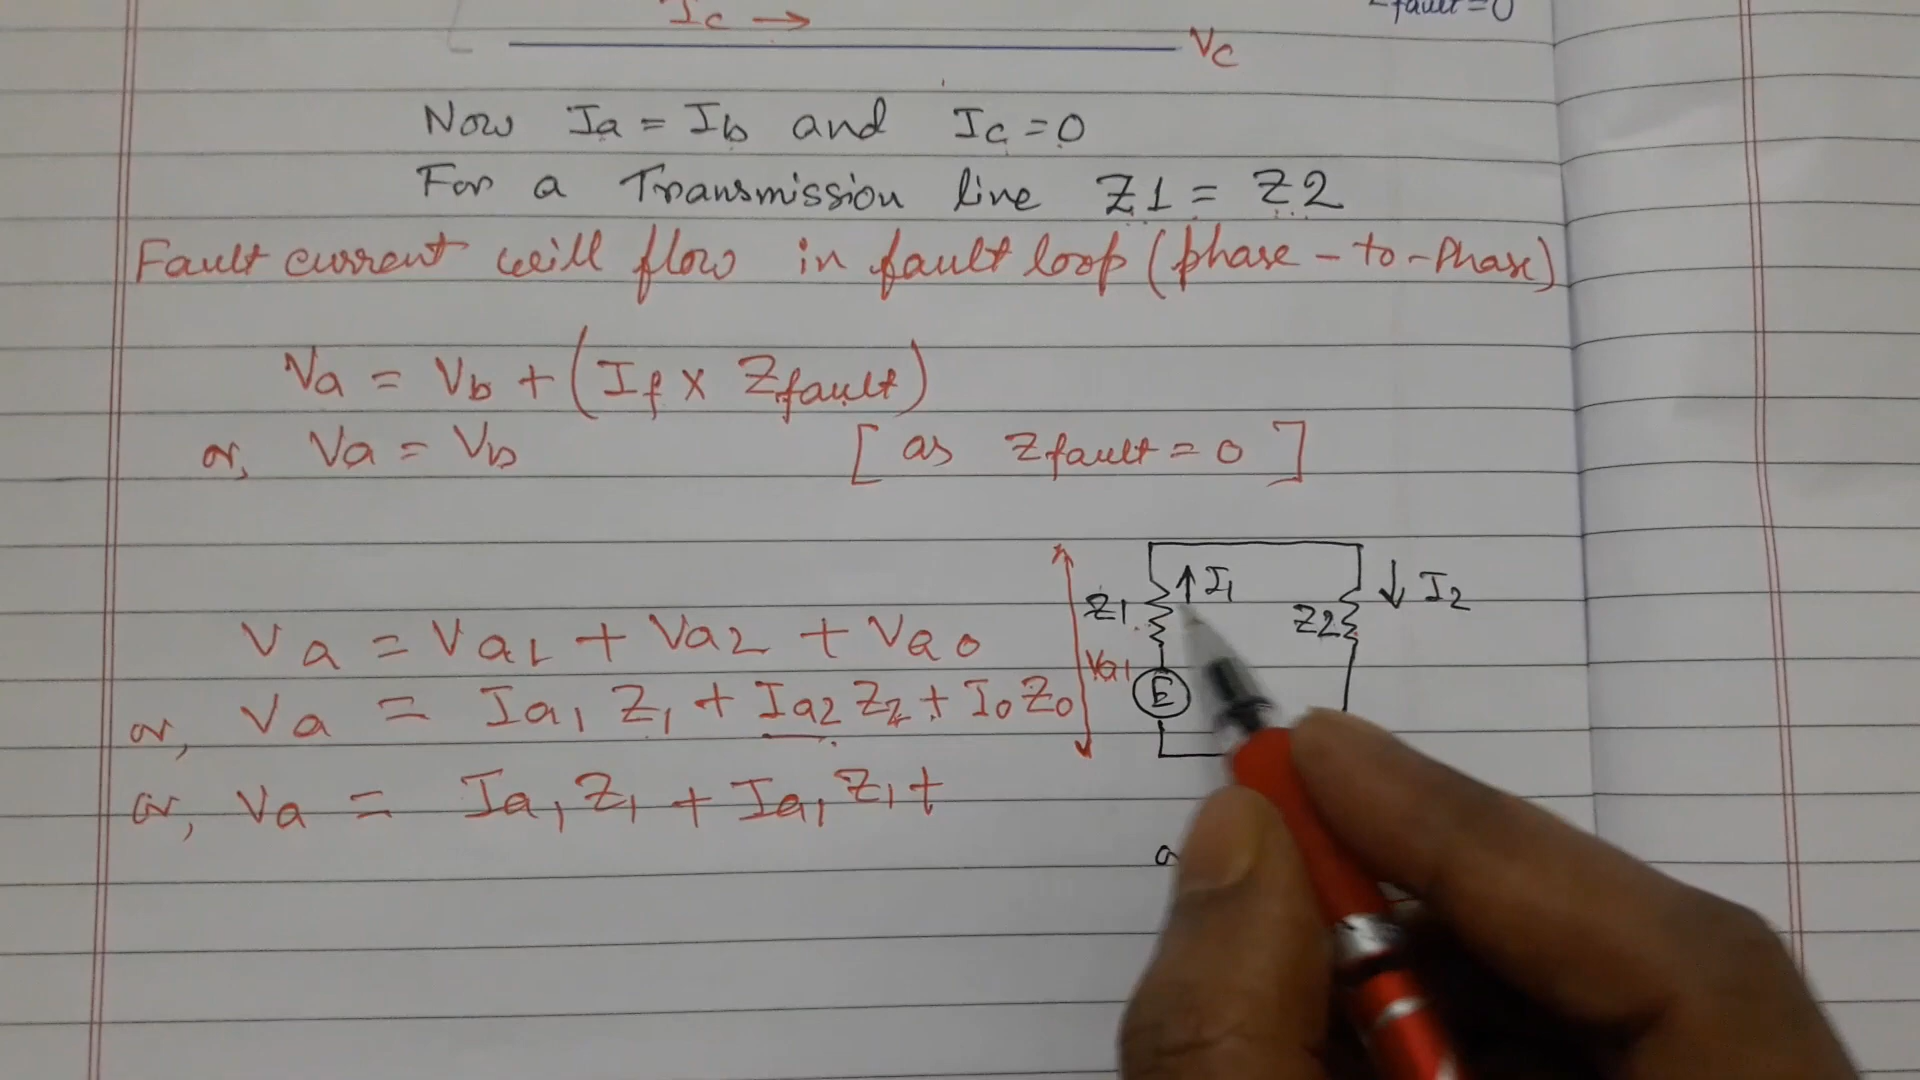 Ic →
fault = 0
Vc
Now Ia = Ib and Ic = 0
For a Transmission line Z1 = Z2
Fault current will flow in fault loop (phase - to - Phase)
Va = Vb + (If x Zfault)
or, Va = Vb [as Zfault = 0]
Z1 ↑ I1 Z2 ↓ I2
Va = Va1 + Va2 + Va0
Va1 E
or, Va = Ia1 Z1 + Ia2 Z2 + I0 Z0
or, Va = Ia1 Z1 + Ia1 Z1 +